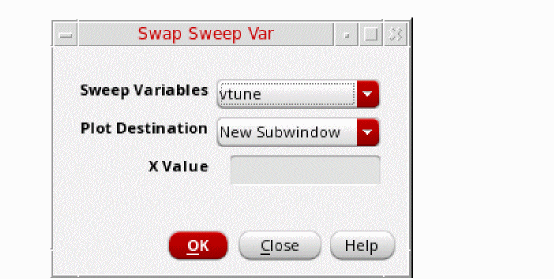 Swap Sweep Var
Sweep Variables vtune
Plot Destination New Subwindow
X Value
OK Close Help